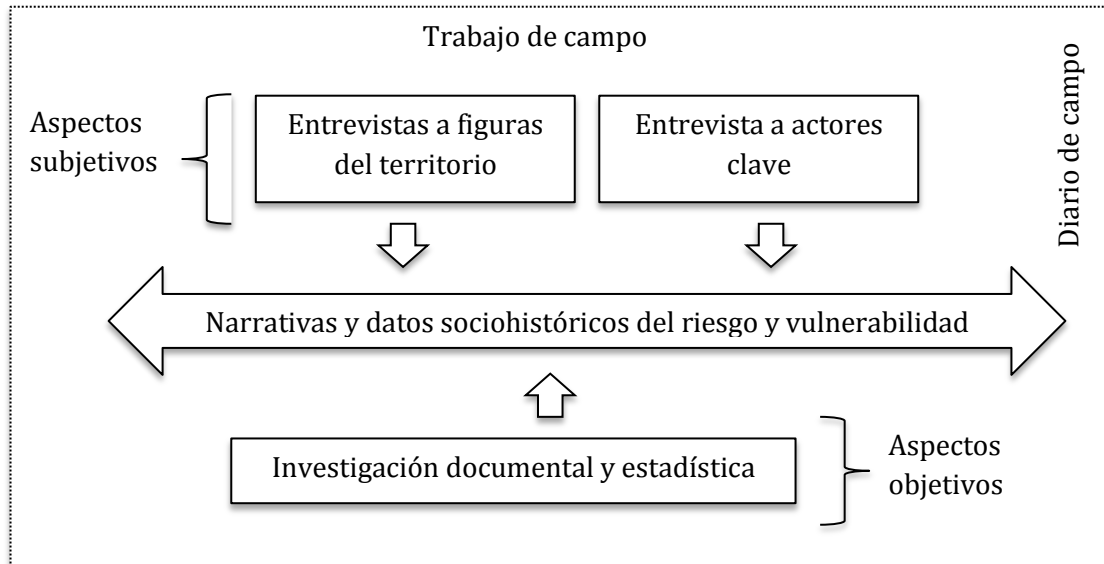 Trabajo de campo
Diario de campo
Aspectos
subjetivos
Entrevistas a figuras
del territorio
Entrevista a actores
clave
Narrativas y datos sociohistóricos del riesgo y vulnerabilidad
Investigación documental y estadística
Aspectos
objetivos